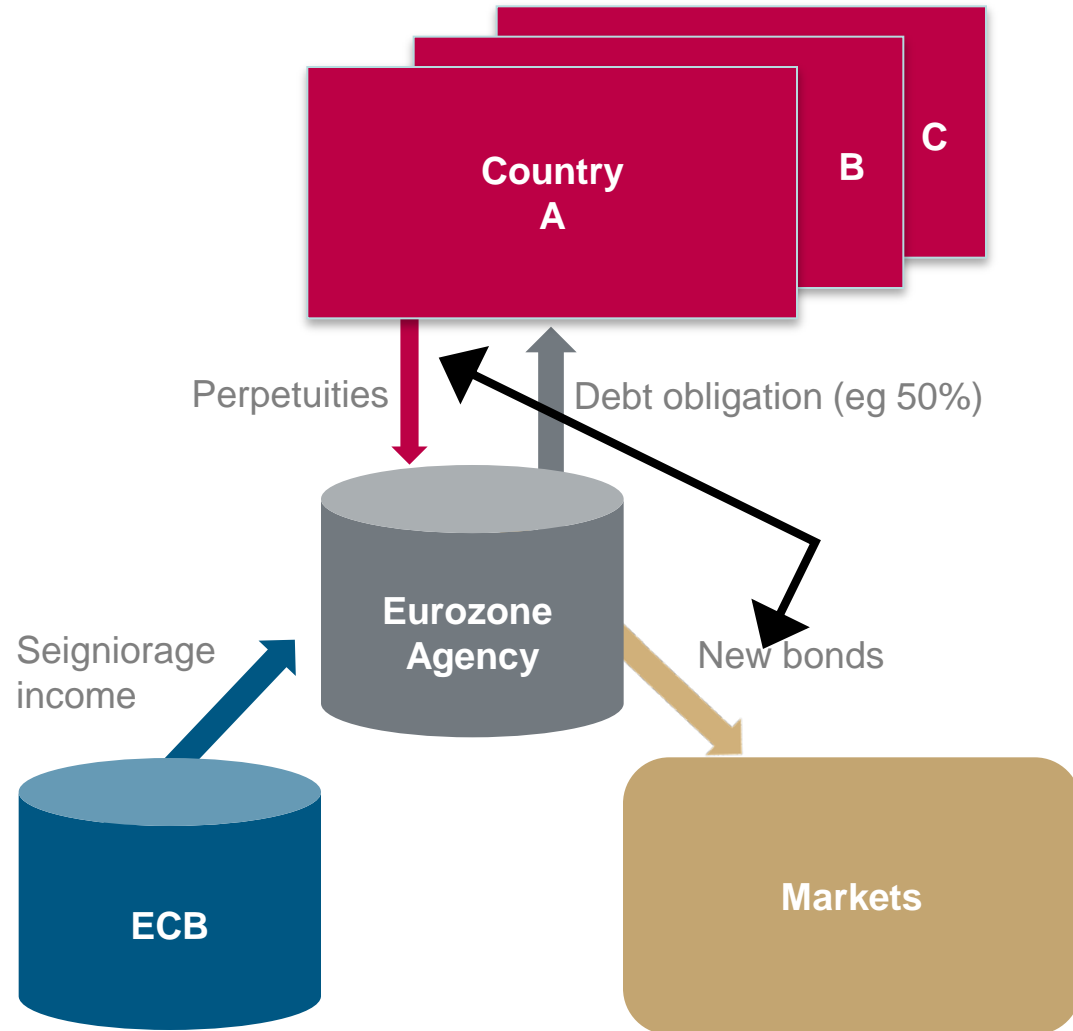 C
B
Country
A
Perpetuities
Debt obligation (eg 50%)
Eurozone
Agency
Seigniorage
income
New bonds
ECB
Markets